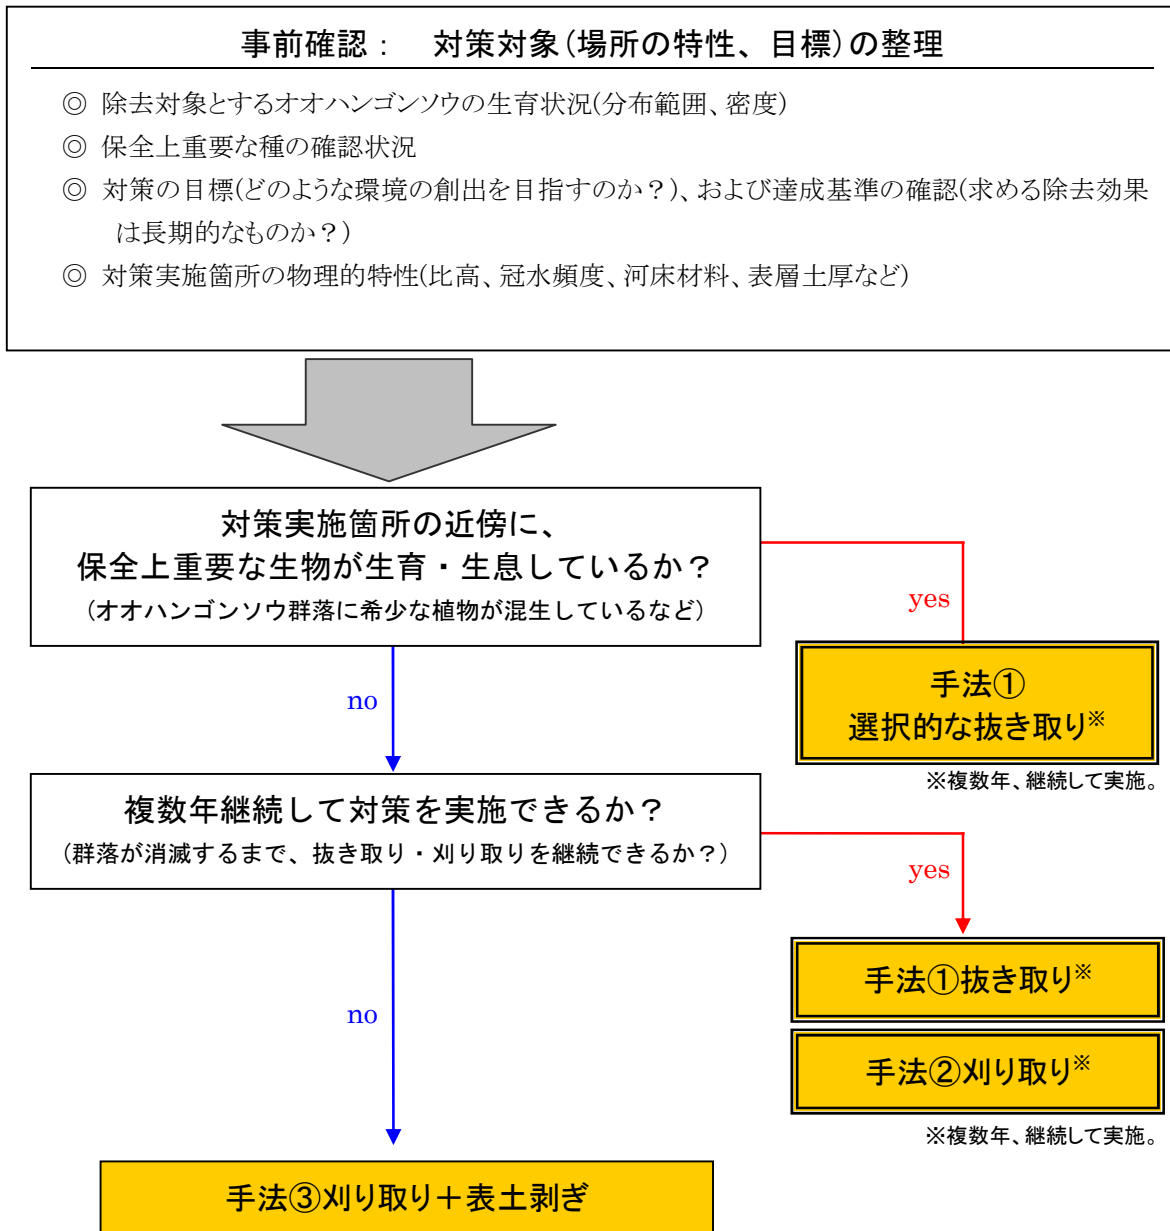 事前確認： 対策対象(場所の特性、目標)の整理
◎ 除去対象とするオオハンゴンソウの生育状況(分布範囲、密度)
◎ 保全上重要な種の確認状況
◎ 対策の目標(どのような環境の創出を目指すのか？)、および達成基準の確認(求める除去効果
は長期的なものか？)
◎ 対策実施箇所の物理的特性(比高、冠水頻度、河床材料、表層土厚など)
対策実施箇所の近傍に、
保全上重要な生物が生育・生息しているか？
(オオハンゴンソウ群落に希少な植物が混生しているなど)
yes
手法①
選択的な抜き取り※
※複数年、継続して実施。
no
複数年継続して対策を実施できるか？
(群落が消滅するまで、抜き取り・刈り取りを継続できるか？)
yes
手法①抜き取り※
手法②刈り取り※
※複数年、継続して実施。
no
手法③刈り取り＋表土剥ぎ